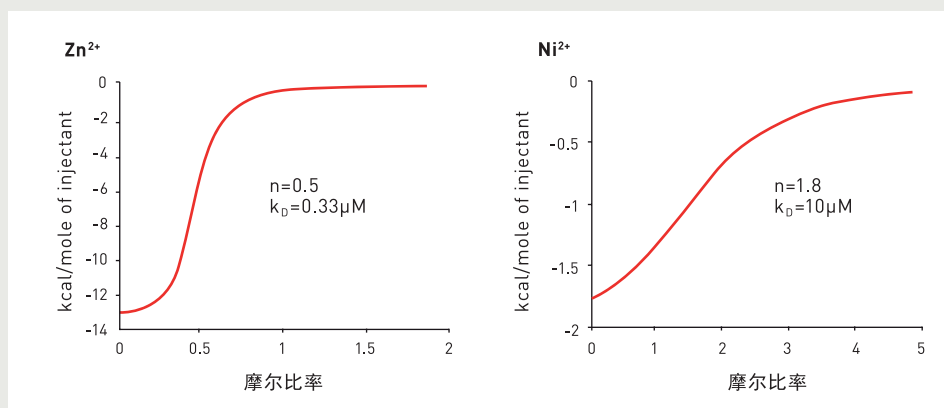 Zn²⁺
kcal/mole of injectant
0
-2
-4
-6
-8
-10
-12
-14
n=0.5
k_D=0.33μM
0 0.5 1 1.5 2
摩尔比率
Ni²⁺
kcal/mole of injectant
0
-0.5
-1
-1.5
-2
n=1.8
k_D=10μM
0 1 2 3 4 5
摩尔比率